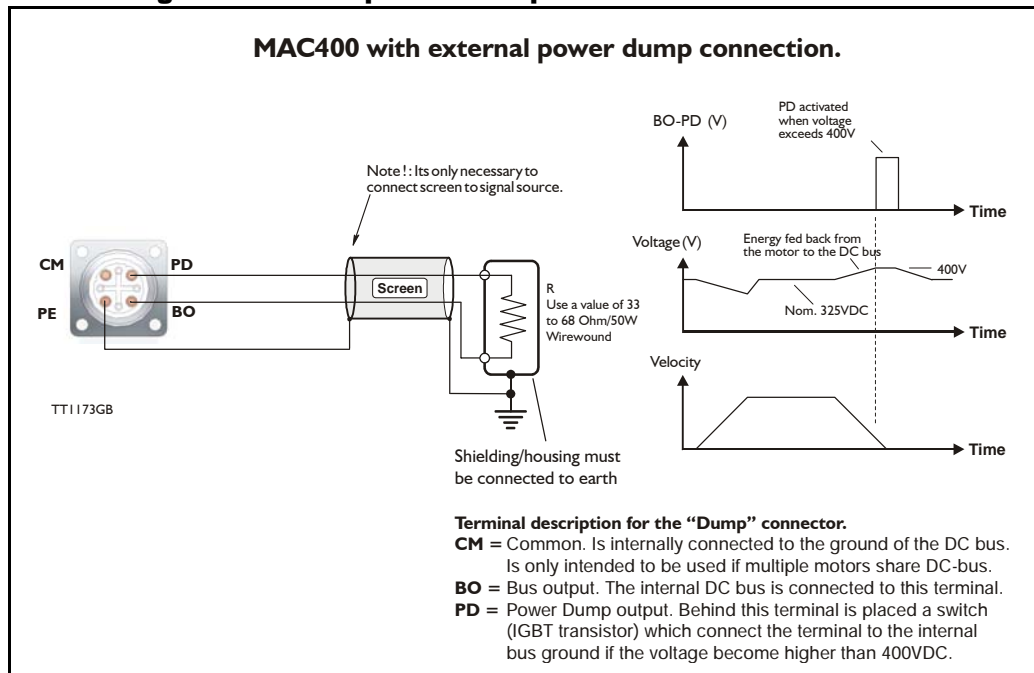 MAC400 with external power dump connection.
Note!: Its only necessary to
connect screen to signal source.
CM
PD
PE
BO
Screen
R
Use a value of 33
to 68 Ohm/50W
Wirewound
TT1173GB
Shielding/housing must
be connected to earth
BO-PD (V)
PD activated
when voltage
exceeds 400V
Time
Voltage (V)
Energy fed back from
the motor to the DC bus
400V
Nom. 325VDC
Time
Velocity
Time
Terminal description for the “Dump” connector.
CM = Common. Is internally connected to the ground of the DC bus.
Is only intended to be used if multiple motors share DC-bus.
BO = Bus output. The internal DC bus is connected to this terminal.
PD = Power Dump output. Behind this terminal is placed a switch
(IGBT transistor) which connect the terminal to the internal
bus ground if the voltage become higher than 400VDC.